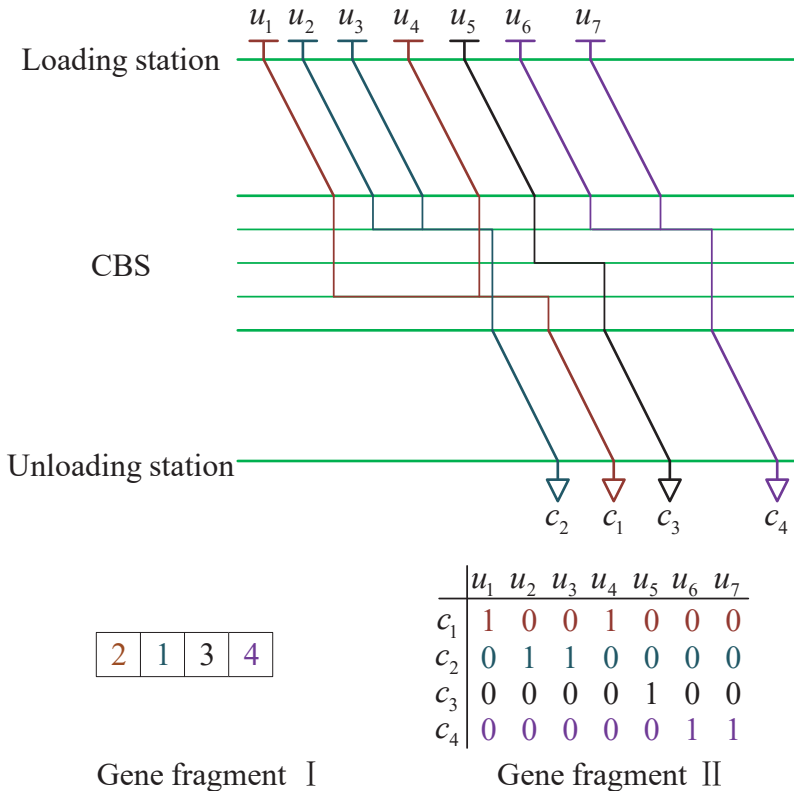 u₁ u₂ u₃ u₄ u₅ u₆ u₇
Loading station
CBS
Unloading station
c₂ c₁ c₃ c₄
u₁ u₂ u₃ u₄ u₅ u₆ u₇
c₁ 1 0 0 1 0 0 0
c₂ 0 1 1 0 0 0 0
c₃ 0 0 0 0 1 0 0
c₄ 0 0 0 0 0 1 1
2 1 3 4
Gene fragment Ⅰ
Gene fragment Ⅱ